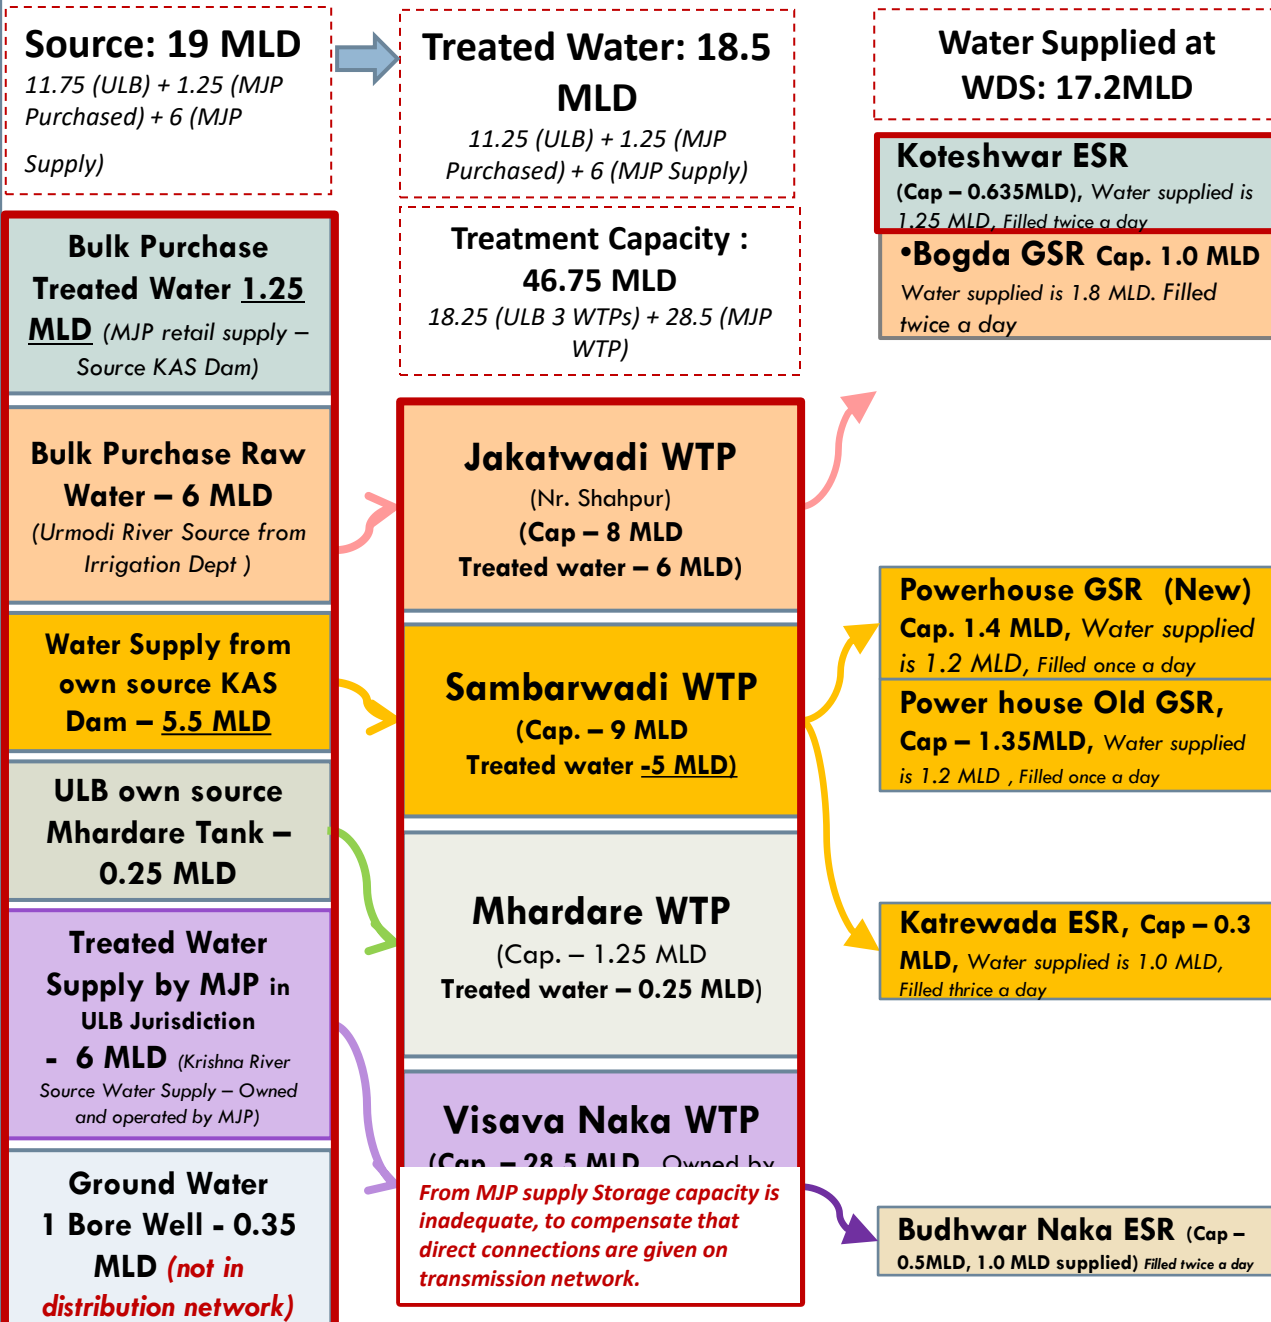 Source: 19 MLD
11.75 (ULB) + 1.25 (MJP
Purchased) + 6 (MJP
Supply)
Treated Water: 18.5
MLD
11.25 (ULB) + 1.25 (MJP
Purchased) + 6 (MJP Supply)
Water Supplied at
WDS: 17.2MLD
Treatment Capacity :
46.75 MLD
18.25 (ULB 3 WTPs) + 28.5 (MJP
WTP)
Bulk Purchase
Treated Water 1.25
MLD (MJP retail supply –
Source KAS Dam)
Bulk Purchase Raw
Water – 6 MLD
(Urmodi River Source from
Irrigation Dept )
Water Supply from
own source KAS
Dam – 5.5 MLD
ULB own source
Mhardare Tank –
0.25 MLD
Treated Water
Supply by MJP in
ULB Jurisdiction
- 6 MLD (Krishna River
Source Water Supply – Owned
and operated by MJP)
Ground Water
1 Bore Well - 0.35
MLD (not in
distribution network)
Jakatwadi WTP
(Nr. Shahpur)
(Cap – 8 MLD
Treated water – 6 MLD)
Sambarwadi WTP
(Cap. – 9 MLD
Treated water -5 MLD)
Mhardare WTP
(Cap. – 1.25 MLD
Treated water – 0.25 MLD)
Visava Naka WTP
(Cap. – 28.5 MLD Owned by
From MJP supply Storage capacity is
inadequate, to compensate that
direct connections are given on
transmission network.
Koteshwar ESR
(Cap – 0.635MLD), Water supplied is
1.25 MLD, Filled twice a day
•Bogda GSR Cap. 1.0 MLD
Water supplied is 1.8 MLD. Filled
twice a day
Powerhouse GSR (New)
Cap. 1.4 MLD, Water supplied
is 1.2 MLD, Filled once a day
Power house Old GSR,
Cap – 1.35MLD, Water supplied
is 1.2 MLD , Filled once a day
Katrewada ESR, Cap – 0.3
MLD, Water supplied is 1.0 MLD,
Filled thrice a day
Budhwar Naka ESR (Cap –
0.5MLD, 1.0 MLD supplied) Filled twice a day